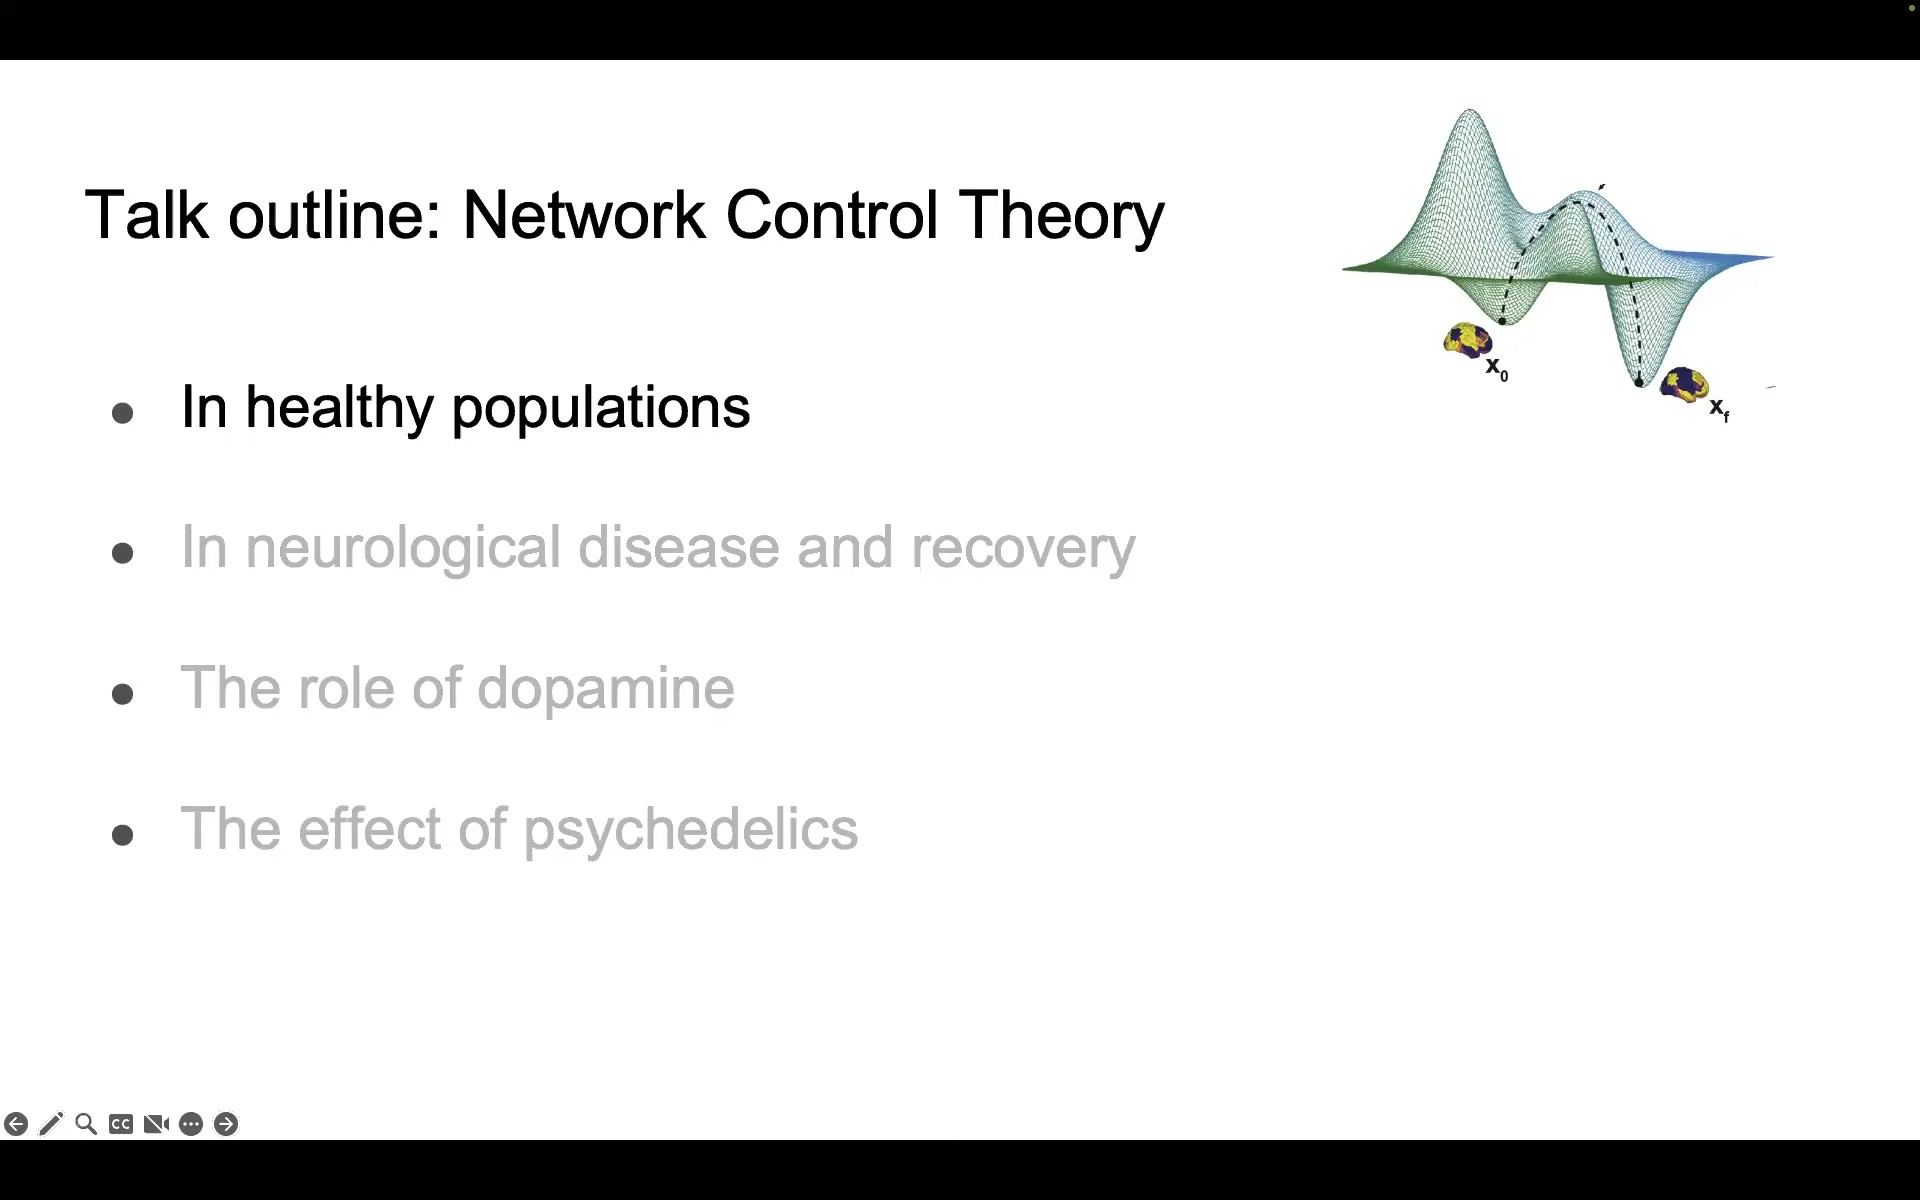 Talk outline: Network Control Theory
x0
xf
In healthy populations
In neurological disease and recovery
The role of dopamine
The effect of psychedelics
CC